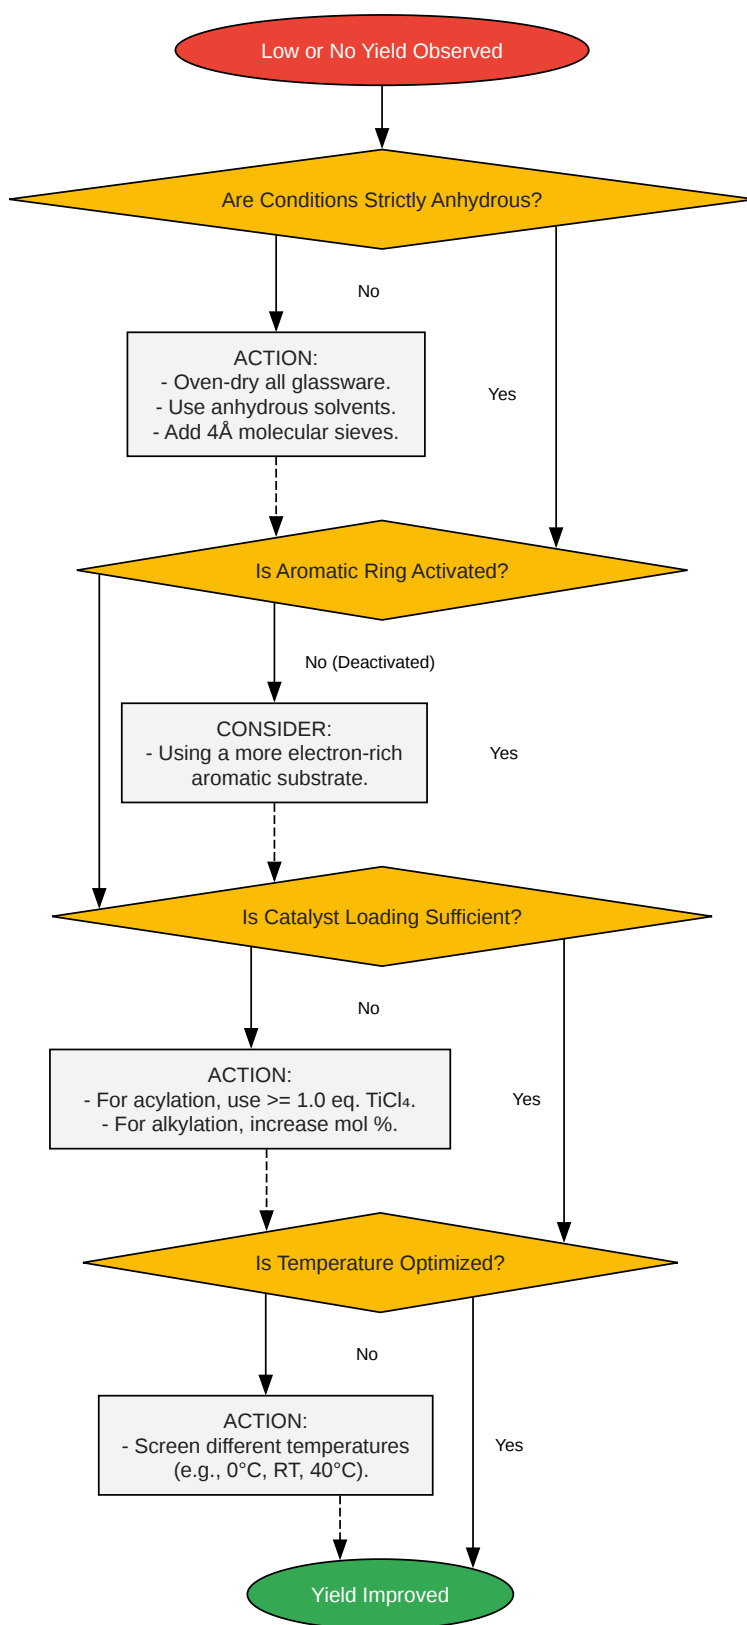 Low or No Yield Observed
Are Conditions Strictly Anhydrous?
No
ACTION:
- Oven-dry all glassware.
- Use anhydrous solvents.
- Add 4Å molecular sieves.
Yes
Is Aromatic Ring Activated?
No (Deactivated)
CONSIDER:
- Using a more electron-rich
aromatic substrate.
Yes
Is Catalyst Loading Sufficient?
No
ACTION:
- For acylation, use >= 1.0 eq. TiCl₄.
- For alkylation, increase mol %.
Yes
Is Temperature Optimized?
No
ACTION:
- Screen different temperatures
(e.g., 0°C, RT, 40°C).
Yes
Yield Improved